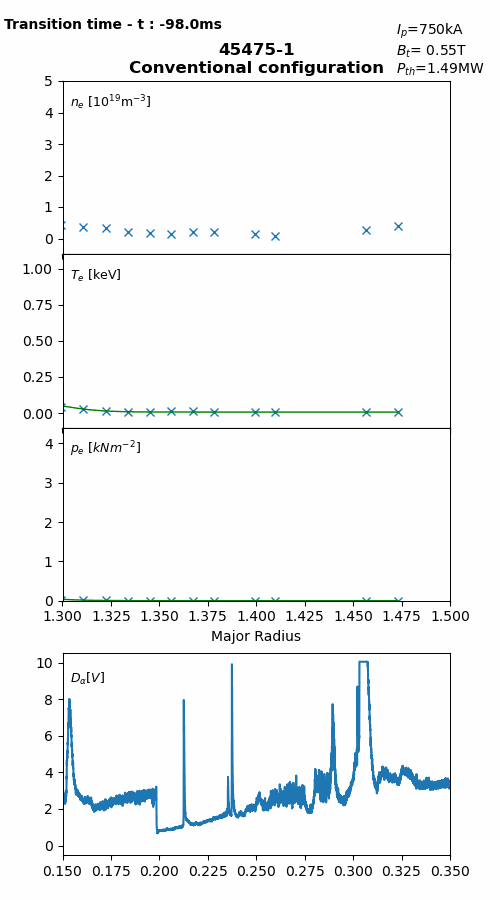 Transition time - t : -98.0ms
I_p=750kA
45475-1
B_t= 0.55T
Conventional configuration
P_th=1.49MW
5
n_e [10^19m^−3]
4
3
2
1
0
1.00
T_e [keV]
0.75
0.50
0.25
0.00
4
p_e [kNm^−2]
3
2
1
0
1.300 1.325 1.350 1.375 1.400 1.425 1.450 1.475 1.500
Major Radius
10
D_α[V]
8
6
4
2
0
0.150 0.175 0.200 0.225 0.250 0.275 0.300 0.325 0.350